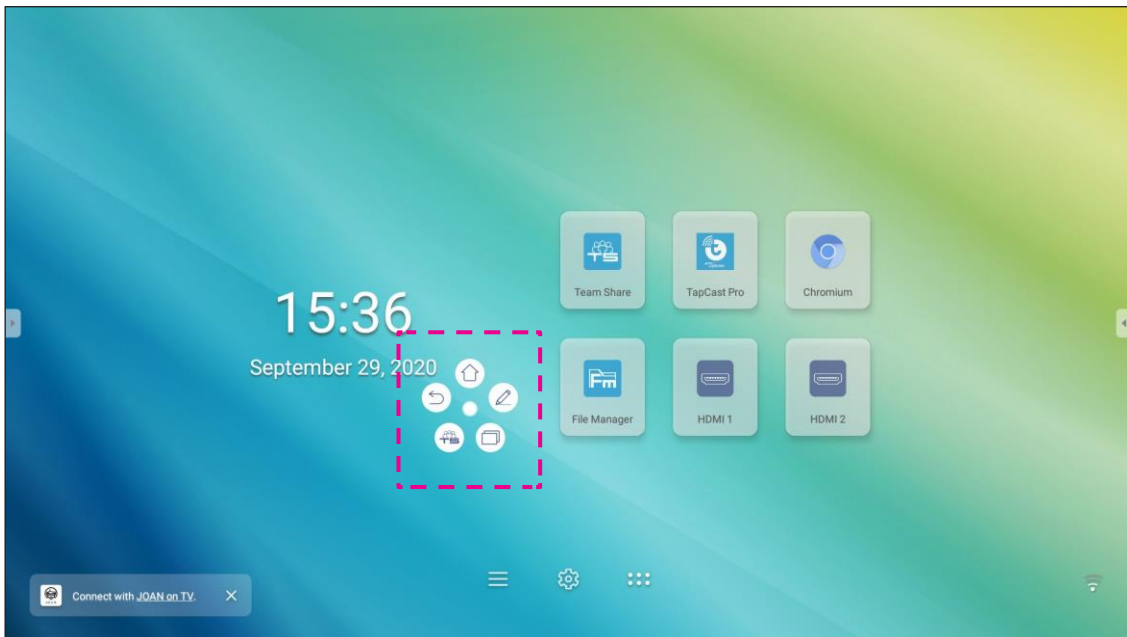 15:36
September 29, 2020
Team Share
TapCast Pro
Chromium
File Manager
HDMI 1
HDMI 2
Connect with JOAN on TV.